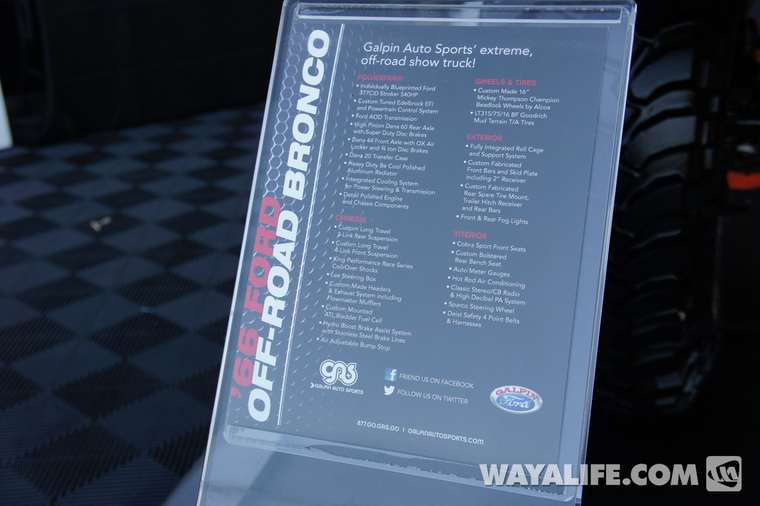 '66 FORD
OFF-ROAD BRONCO
Galpin Auto Sports' extreme,
off-road show truck!
POWERTRAIN
• Individually Blueprinted Ford
377CID Stroker 540HP
• Custom Tuned Edelbrock EFI
and Powertrain Control System
• Ford AOD Transmission
• High Pinion Dana 60 Rear Axle
with Super Duty Disc Brakes
• Dana 44 Front Axle with OX Air
Locker and ¾ ton Disc Brakes
• Dana 20 Transfer Case
• Heavy Duty Be Cool Polished
Aluminum Radiator
• Integrated Cooling System
for Power Steering & Transmission
• Detail Polished Engine
and Chassis Components
CHASSIS
• Custom Long Travel
3-Link Rear Suspension
• Custom Long Travel
4-Link Front Suspension
• King Performance Race Series
Coil-Over Shocks
• Lee Steering Box
• Custom Made Headers
& Exhaust System including
Flowmaster Mufflers
• Custom Mounted
ATL Bladder Fuel Cell
• Hydro Boost Brake Assist System
with Stainless Steel Brake Lines
• Air Adjustable Bump Stop
WHEELS & TIRES
• Custom Made 16"
Mickey Thompson Champion
Beadlock Wheels by Alcoa
• LT315/75/16 BF Goodrich
Mud Terrain T/A Tires
EXTERIOR
• Fully Integrated Roll Cage
and Support System
• Custom Fabricated
Front Bars and Skid Plate
including 2" Receiver
• Custom Fabricated
Rear Spare Tire Mount,
Trailer Hitch Receiver
and Rear Bars
• Front & Rear Fog Lights
INTERIOR
• Cobra Sport Front Seats
• Custom Bolstered
Rear Bench Seat
• Auto Meter Gauges
• Hot Rod Air Conditioning
• Classic Stereo/CB Radio
& High Decibel PA System
• Sparco Steering Wheel
• Deist Safety 4 Point Belts
& Harnesses
GAS
GALPIN AUTO SPORTS
f FRIEND US ON FACEBOOK
FOLLOW US ON TWITTER
GALPIN
Ford
877.GO.GAS.GO | GALPINAUTOSPORTS.COM
WAYALIFE.COM